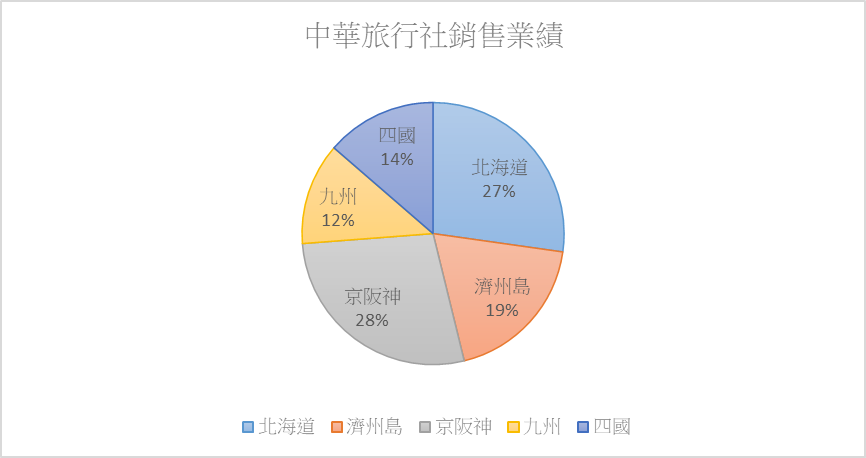 中華旅行社銷售業績
四國
14%
北海道
27%
九州
12%
濟州島
19%
京阪神
28%
北海道 濟州島 京阪神 九州 四國